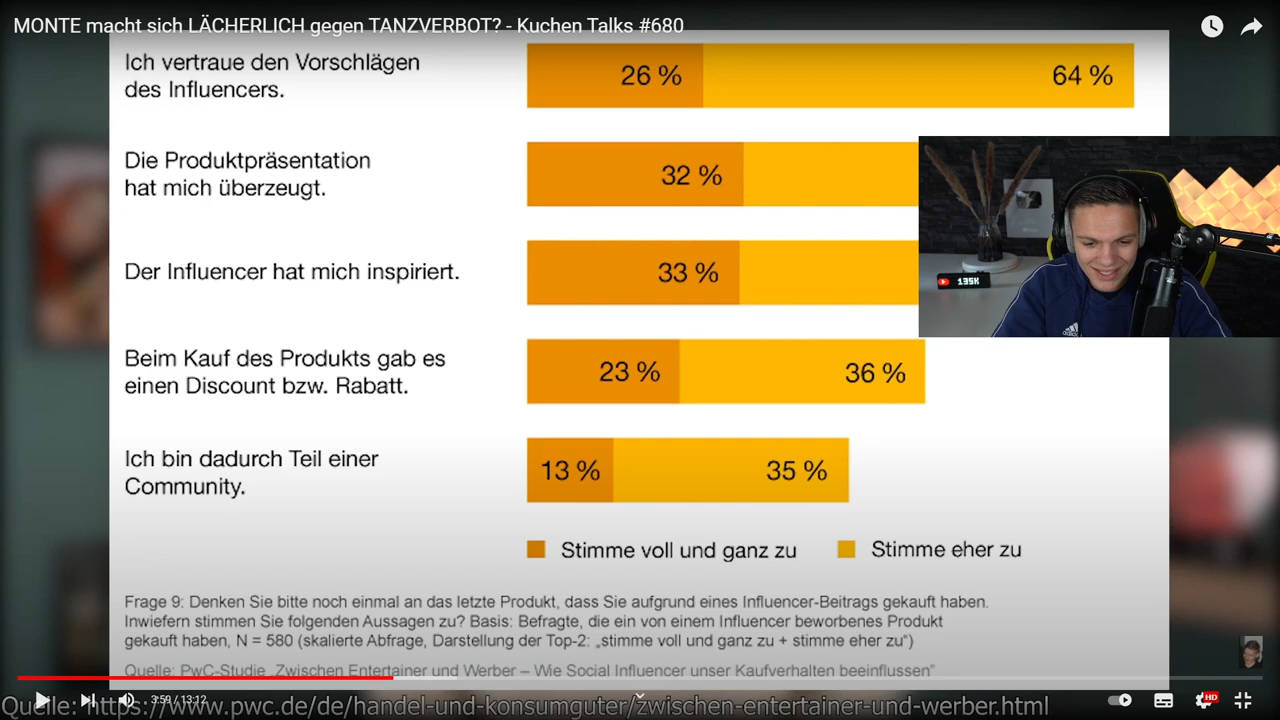 MONTE macht sich LÄCHERLICH gegen TANZVERBOT? - Kuchen Talks #680
Ich vertraue den Vorschlägen
des Influencers.
26 %
64 %
Die Produktpräsentation
hat mich überzeugt.
32 %
Der Influencer hat mich inspiriert.
33 %
135K
Beim Kauf des Produkts gab es
einen Discount bzw. Rabatt.
23 %
36 %
Ich bin dadurch Teil einer
Community.
13 %
35 %
Stimme voll und ganz zu
Stimme eher zu
Frage 9: Denken Sie bitte noch einmal an das letzte Produkt, dass Sie aufgrund eines Influencer-Beitrags gekauft haben.
Inwiefern stimmen Sie folgenden Aussagen zu? Basis: Befragte, die ein von einem Influencer beworbenes Produkt
gekauft haben, N = 580 (skalierte Abfrage, Darstellung der Top-2: „stimme voll und ganz zu + stimme eher zu“)
Quelle: PwC-Studie „Zwischen Entertainer und Werber – Wie Social Influencer unser Kaufverhalten beeinflussen“
3:59 / 13:12
HD
Quelle: https://www.pwc.de/de/handel-und-konsumguter/zwischen-entertainer-und-werber.html